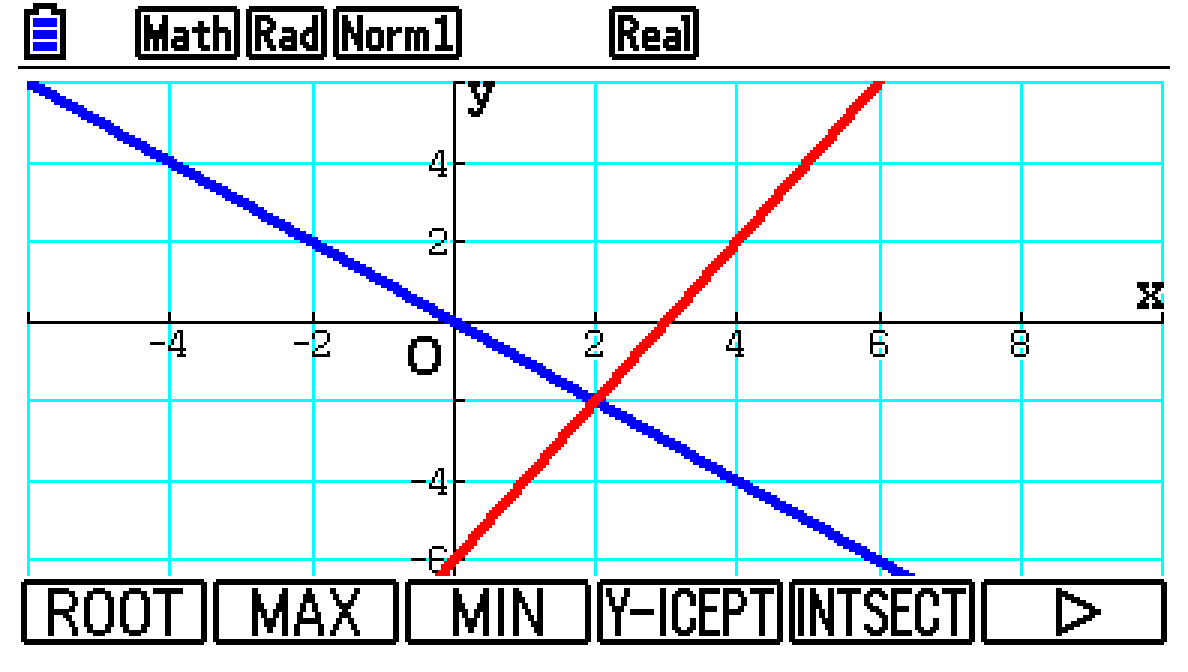 Math Rad Norm1 Real
y
4
2
x
-4 -2 O 2 4 6 8
-4
-6
ROOT MAX MIN Y-ICEPT INTSECT